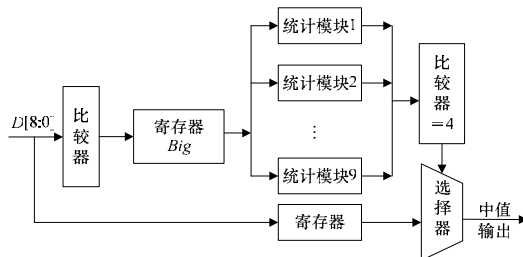 D[8:0]
比较器
寄存器
Big
统计模块1
统计模块2
⋮
统计模块9
寄存器
比较器
=4
选择器
中值
输出